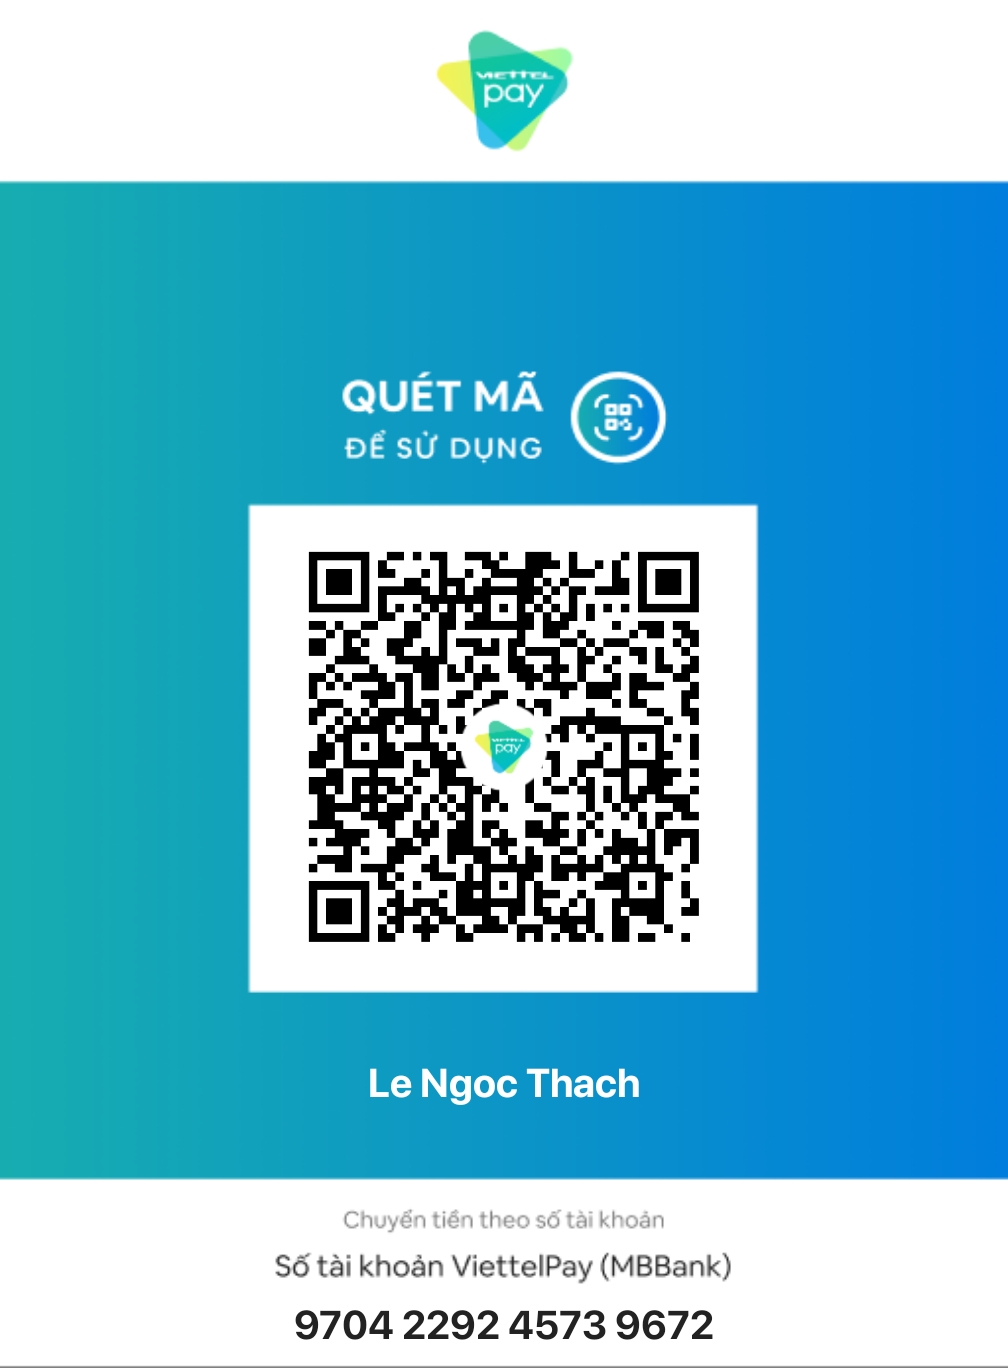 VIETTEL
pay
QUÉT MÃ
ĐỂ SỬ DỤNG
VIETTEL
pay
Le Ngoc Thach
Chuyển tiền theo số tài khoản
Số tài khoản ViettelPay (MBBank)
9704 2292 4573 9672